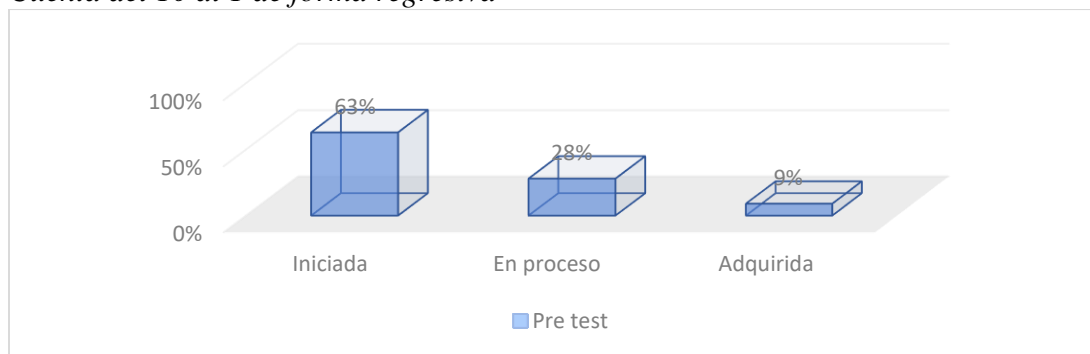 Cuenta del 10 al 1 de forma regresiva
100%
50%
0%
63%
28%
9%
Iniciada
En proceso
Adquirida
Pre test